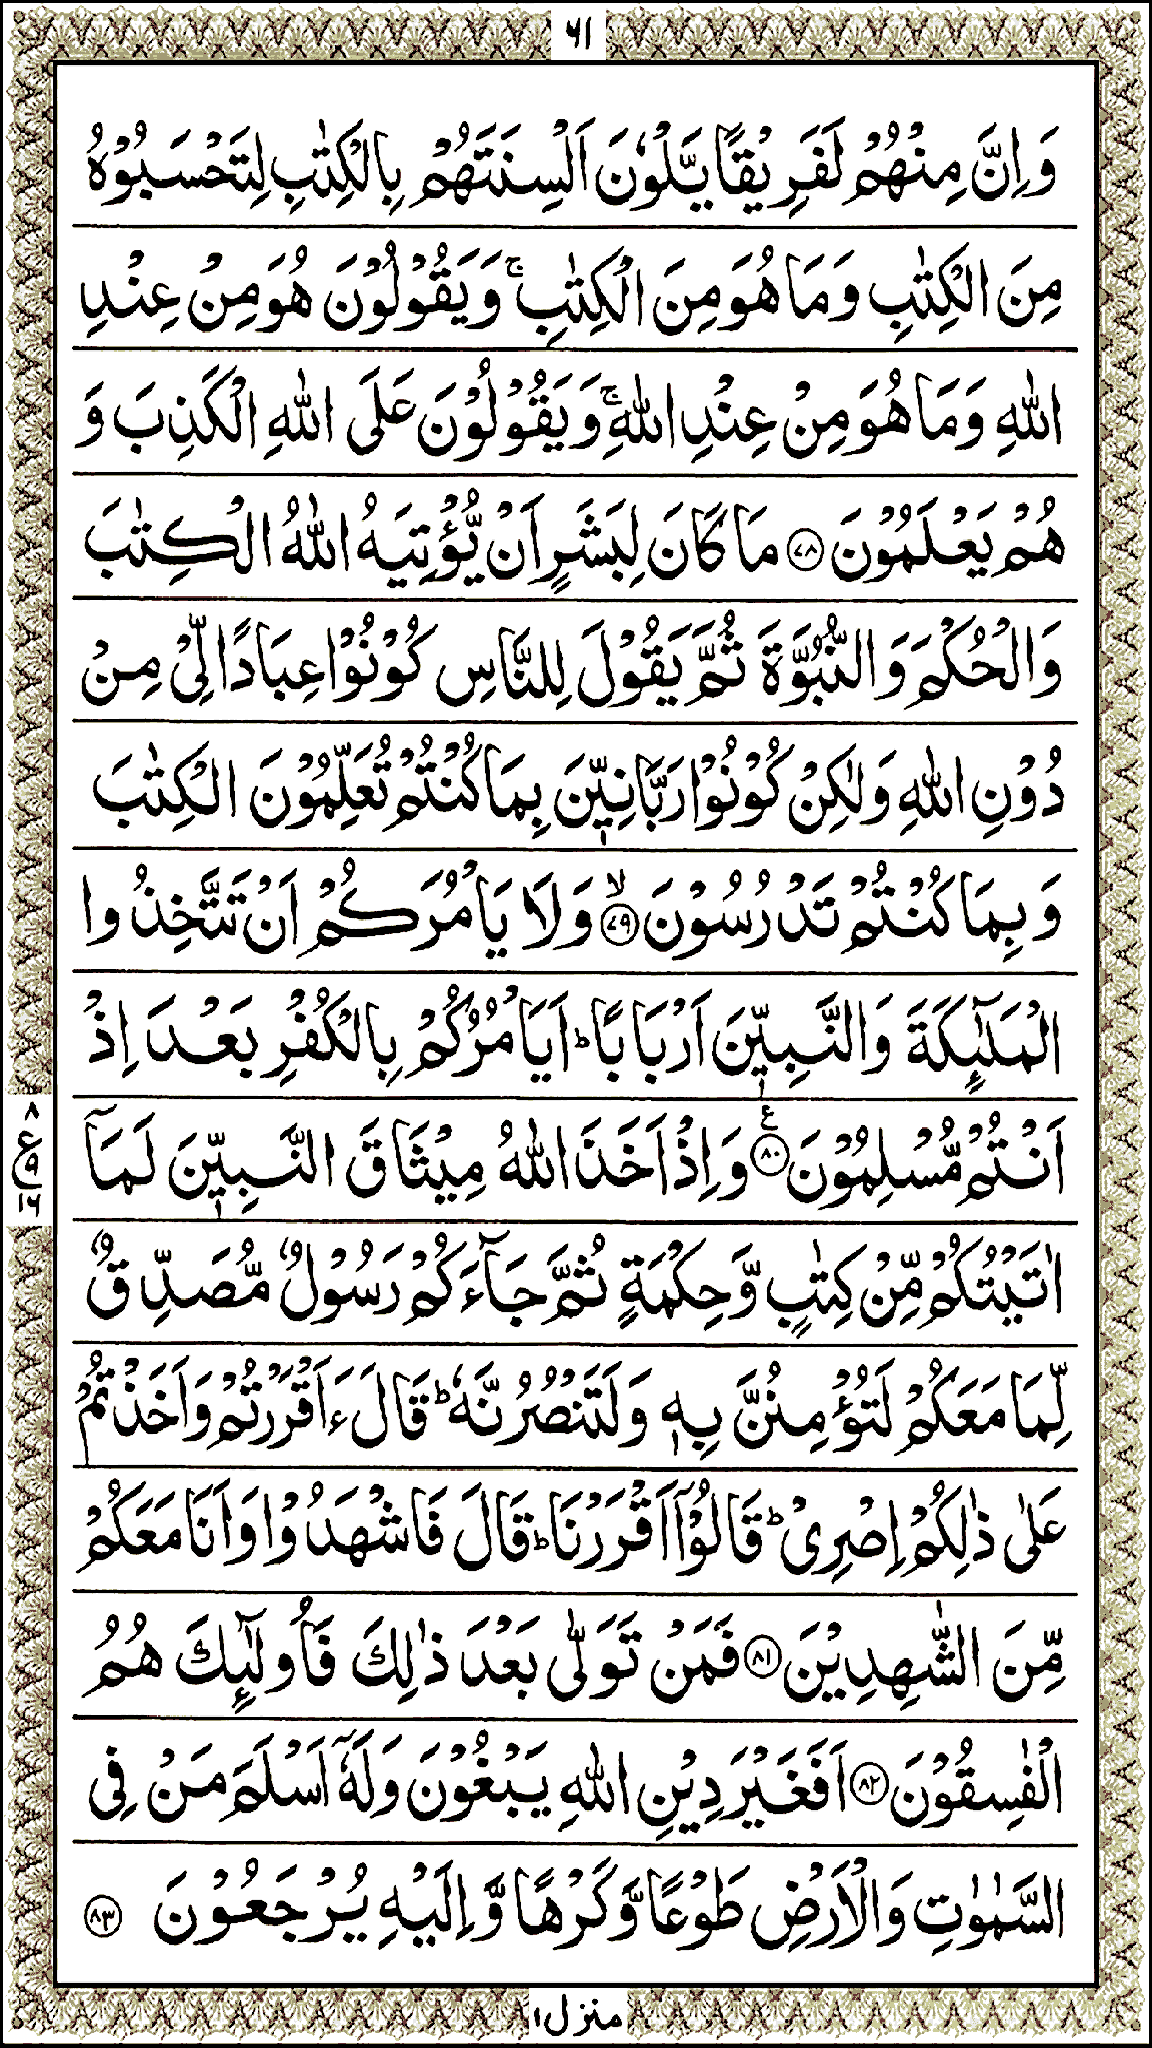 ٦١
وَاِنَّ مِنْهُمْ لَفَرِيْقًا يَّلْوٗنَ اَلْسِنَتَهُمْ بِالْكِتٰبِ لِتَحْسَبُوْهُ
مِنَ الْكِتٰبِ وَمَا هُوَ مِنَ الْكِتٰبِ ۚ وَيَقُوْلُوْنَ هُوَ مِنْ عِنْدِ
اللّٰهِ وَمَا هُوَ مِنْ عِنْدِ اللّٰهِ ۚ وَيَقُوْلُوْنَ عَلَى اللّٰهِ الْكَذِبَ وَ
هُمْ يَعْلَمُوْنَ ﴿٧٨﴾ مَا كَانَ لِبَشَرٍ اَنْ يُّؤْتِيَهُ اللّٰهُ الْكِتٰبَ
وَالْحُكْمَ وَالنُّبُوَّةَ ثُمَّ يَقُوْلَ لِلنَّاسِ كُوْنُوْا عِبَادًا لِّيْ مِنْ
دُوْنِ اللّٰهِ وَلٰكِنْ كُوْنُوْا رَبَّانِيّٖنَ بِمَا كُنْتُمْ تُعَلِّمُوْنَ الْكِتٰبَ
وَبِمَا كُنْتُمْ تَدْرُسُوْنَ ۙ﴿٧٩﴾ وَلَا يَاْمُرَكُمْ اَنْ تَتَّخِذُوا
الْمَلٰٓئِكَةَ وَالنَّبِيّٖنَ اَرْبَابًا ؕ اَيَاْمُرُكُمْ بِالْكُفْرِ بَعْدَ اِذْ
اَنْتُمْ مُّسْلِمُوْنَ ﴿٨٠﴾ ع وَاِذْ اَخَذَ اللّٰهُ مِيْثَاقَ النَّبِيّٖنَ لَمَآ
٨ ع ٩ ١٦
اٰتَيْتُكُمْ مِّنْ كِتٰبٍ وَّحِكْمَةٍ ثُمَّ جَآءَكُمْ رَسُوْلٌ مُّصَدِّقٌ
لِّمَا مَعَكُمْ لَتُؤْمِنُنَّ بِهٖ وَلَتَنْصُرُنَّهٗ ؕ قَالَ ءَاَقْرَرْتُمْ وَاَخَذْتُمْ
عَلٰى ذٰلِكُمْ اِصْرِيْ ؕ قَالُوْٓا اَقْرَرْنَا ؕ قَالَ فَاشْهَدُوْا وَاَنَا مَعَكُمْ
مِّنَ الشّٰهِدِيْنَ ﴿٨١﴾ فَمَنْ تَوَلّٰى بَعْدَ ذٰلِكَ فَاُولٰٓئِكَ هُمُ
الْفٰسِقُوْنَ ﴿٨٢﴾ اَفَغَيْرَ دِيْنِ اللّٰهِ يَبْغُوْنَ وَلَهٗٓ اَسْلَمَ مَنْ فِى
السَّمٰوٰتِ وَالْاَرْضِ طَوْعًا وَّكَرْهًا وَّاِلَيْهِ يُرْجَعُوْنَ ﴿٨٣﴾
منزل ١